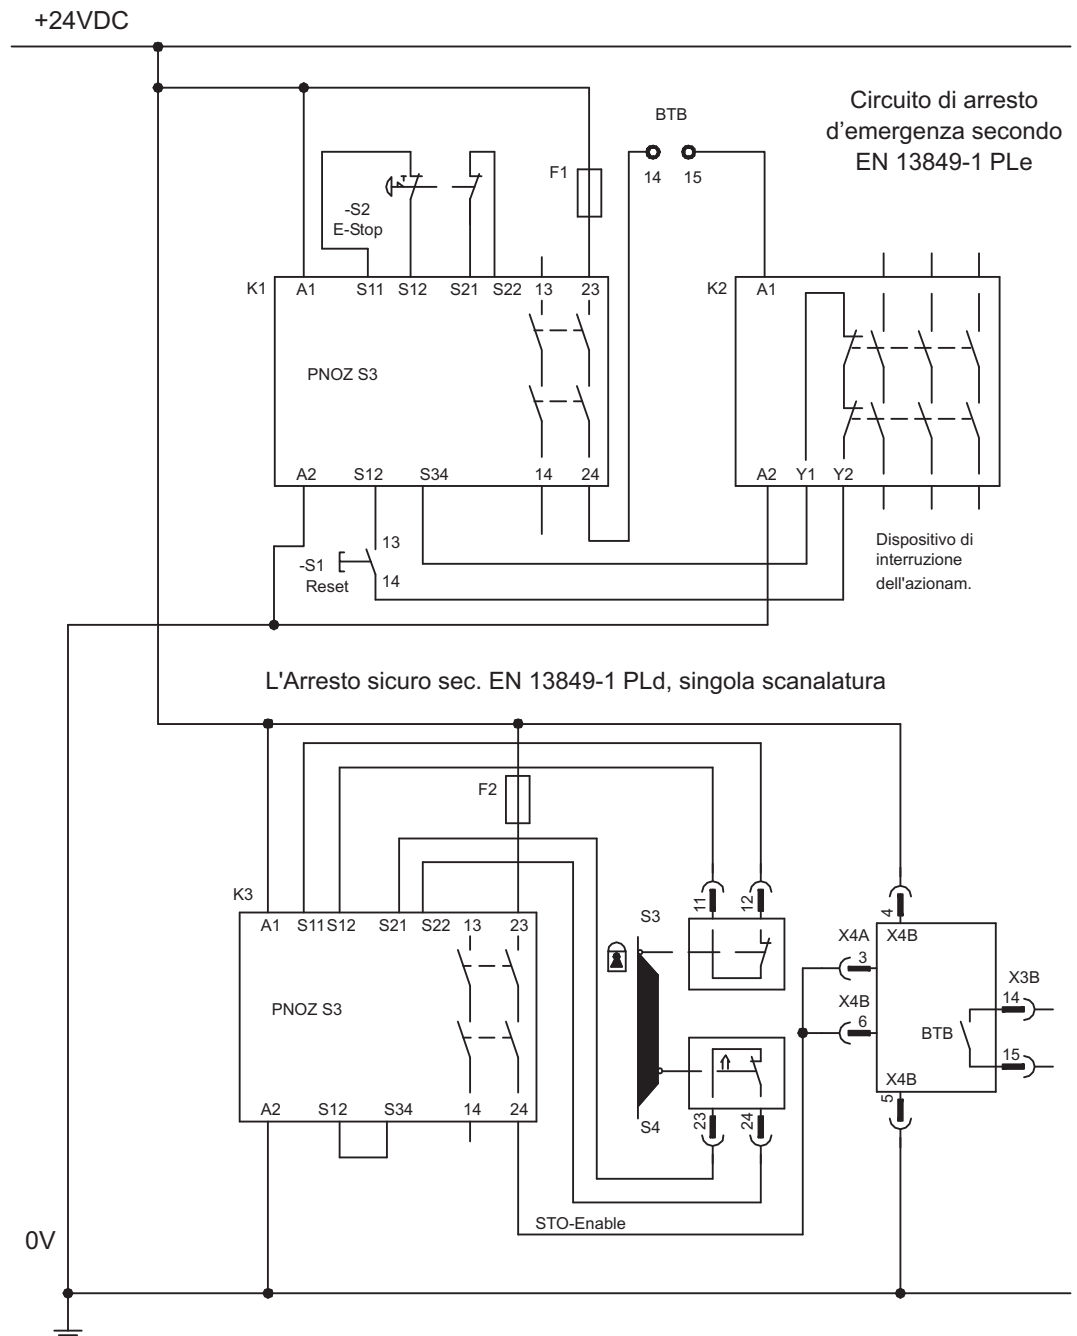 +24VDC
Circuito di arresto
d'emergenza secondo
EN 13849-1 PLe
BTB
14 15
F1
-S2
E-Stop
K1
A1 S11 S12 S21 S22 13 23
PNOZ S3
A2 S12 S34 14 24
K2
A1
A2 Y1 Y2
Dispositivo di
interruzione
dell'azionam.
-S1
Reset
13
14
L'Arresto sicuro sec. EN 13849-1 PLd, singola scanalatura
F2
K3
A1 S11 S12 S21 S22 13 23
PNOZ S3
A2 S12 S34 14 24
S3
11 12
S4
23 24
STO-Enable
4
X4B
X4A
3
X4B
6
BTB
X3B
14
15
X4B
5
0V